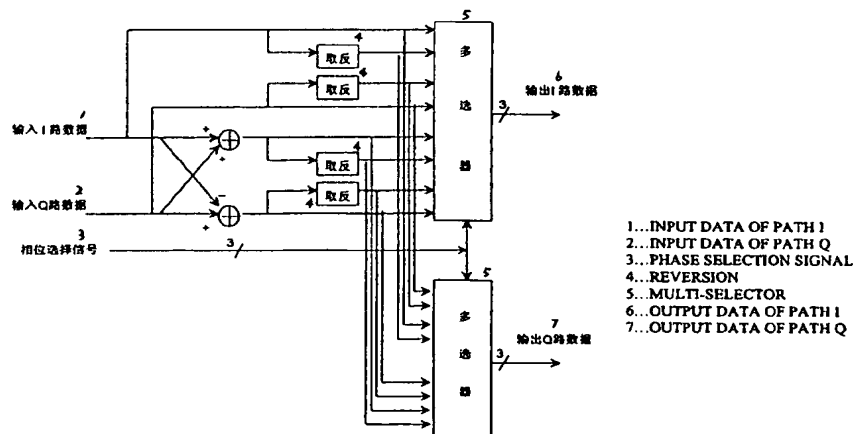 5
多
选
器
4
取反
4
取反
6
输出I路数据
3
1
输入I路数据
+
+
4
取反
2
输入Q路数据
−
+
4
取反
3
相位选择信号
3
5
多
选
器
7
输出Q路数据
3
1...INPUT DATA OF PATH I
2...INPUT DATA OF PATH Q
3...PHASE SELECTION SIGNAL
4...REVERSION
5...MULTI-SELECTOR
6...OUTPUT DATA OF PATH I
7...OUTPUT DATA OF PATH Q